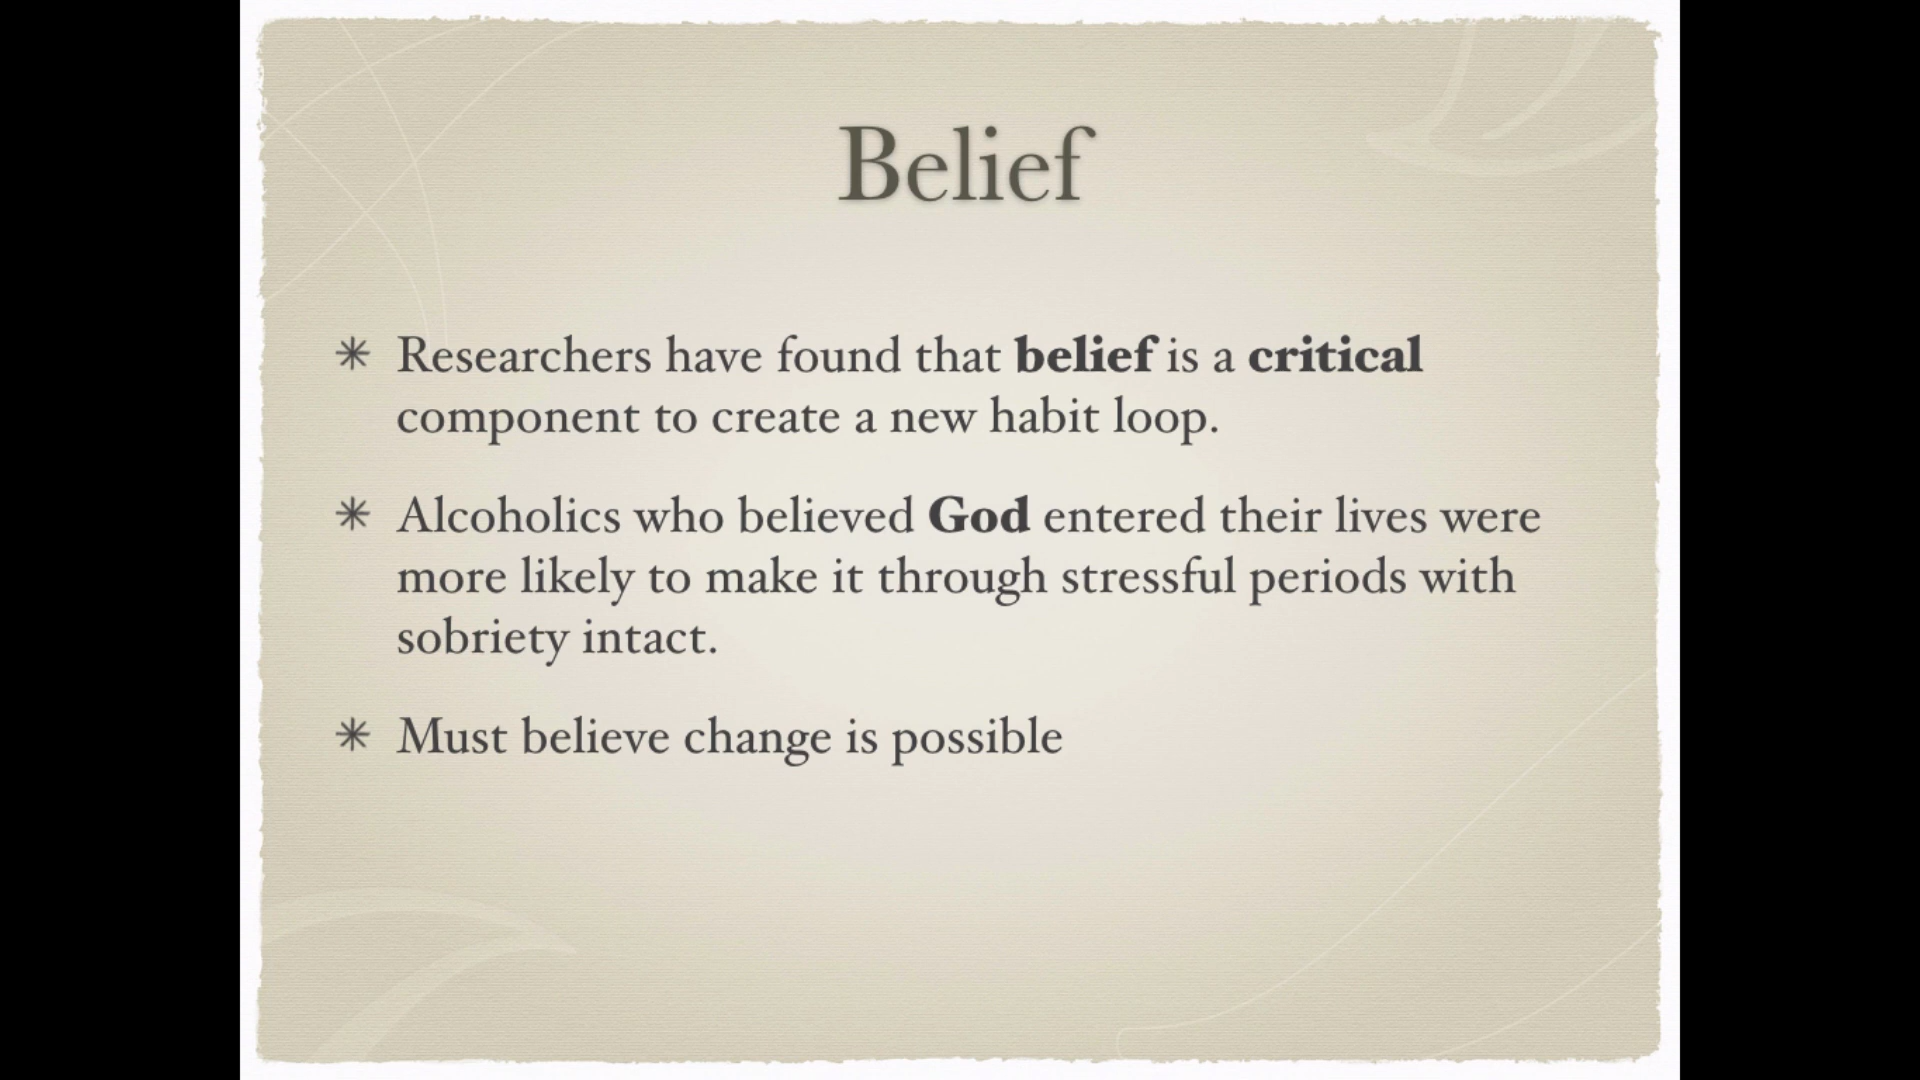 Belief
✳ Researchers have found that belief is a critical
component to create a new habit loop.
✳ Alcoholics who believed God entered their lives were
more likely to make it through stressful periods with
sobriety intact.
✳ Must believe change is possible